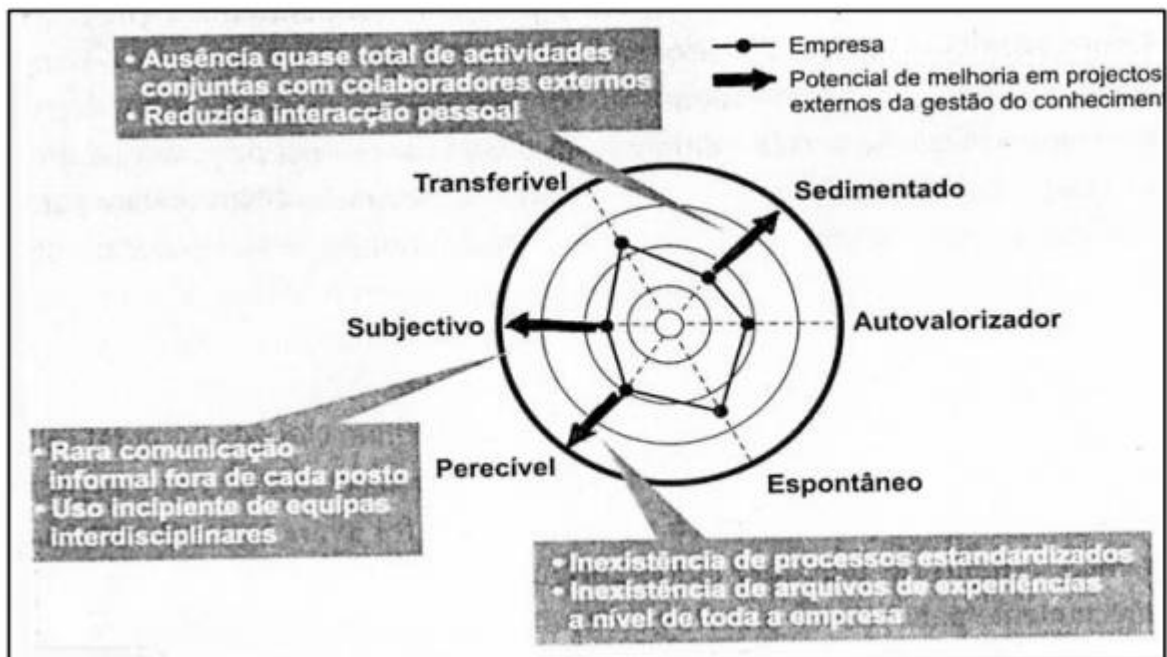 • Ausência quase total de actividades
conjuntas com colaboradores externos
• Reduzida interacção pessoal
Empresa
Potencial de melhoria em projectos
externos da gestão do conheciment
Transferível
Sedimentado
Subjectivo
Autovalorizador
Perecível
Espontâneo
• Rara comunicação
informal fora de cada posto
• Uso incipiente de equipas
interdisciplinares
• Inexistência de processos estandardizados
• Inexistência de arquivos de experiências
a nível de toda a empresa